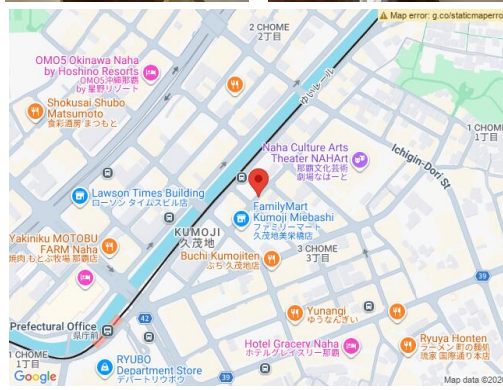 Map error: g.co/staticmaperro
2 CHOME
2丁目
OMO5 Okinawa Naha
by Hoshino Resorts
OMO5沖縄那覇
by 星野リゾート
ゆいレール
Shokusai Shubo
Matsumoto
食彩酒房 まつもと
1 CHOME
1丁目
Naha Culture Arts
Theater NAHArt
那覇文化芸術
劇場なはーと
Ichigin-Dori St
Lawson Times Building
ローソン タイムスビル店
FamilyMart
Kumoji Miebashi
ファミリーマート
久茂地美栄橋店
KUMOJI
久茂地
Yakiniku MOTOBU
FARM Naha
焼肉 もとぶ牧場 那覇店
Buchi Kumojiten
ぶち 久茂地店
3 CHOME
3丁目
39
42
Prefectural Office
県庁前
Yunangi
ゆうなんぎい
Hotel Gracery Naha
ホテルグレイスリー那覇
39
Ryuya Honten
ラーメン 町の麺処
琉家 国際通り本店
1 CHOME
1丁目
RYUBO
Department Store
デパートリウボウ
Google
Map data ©2026